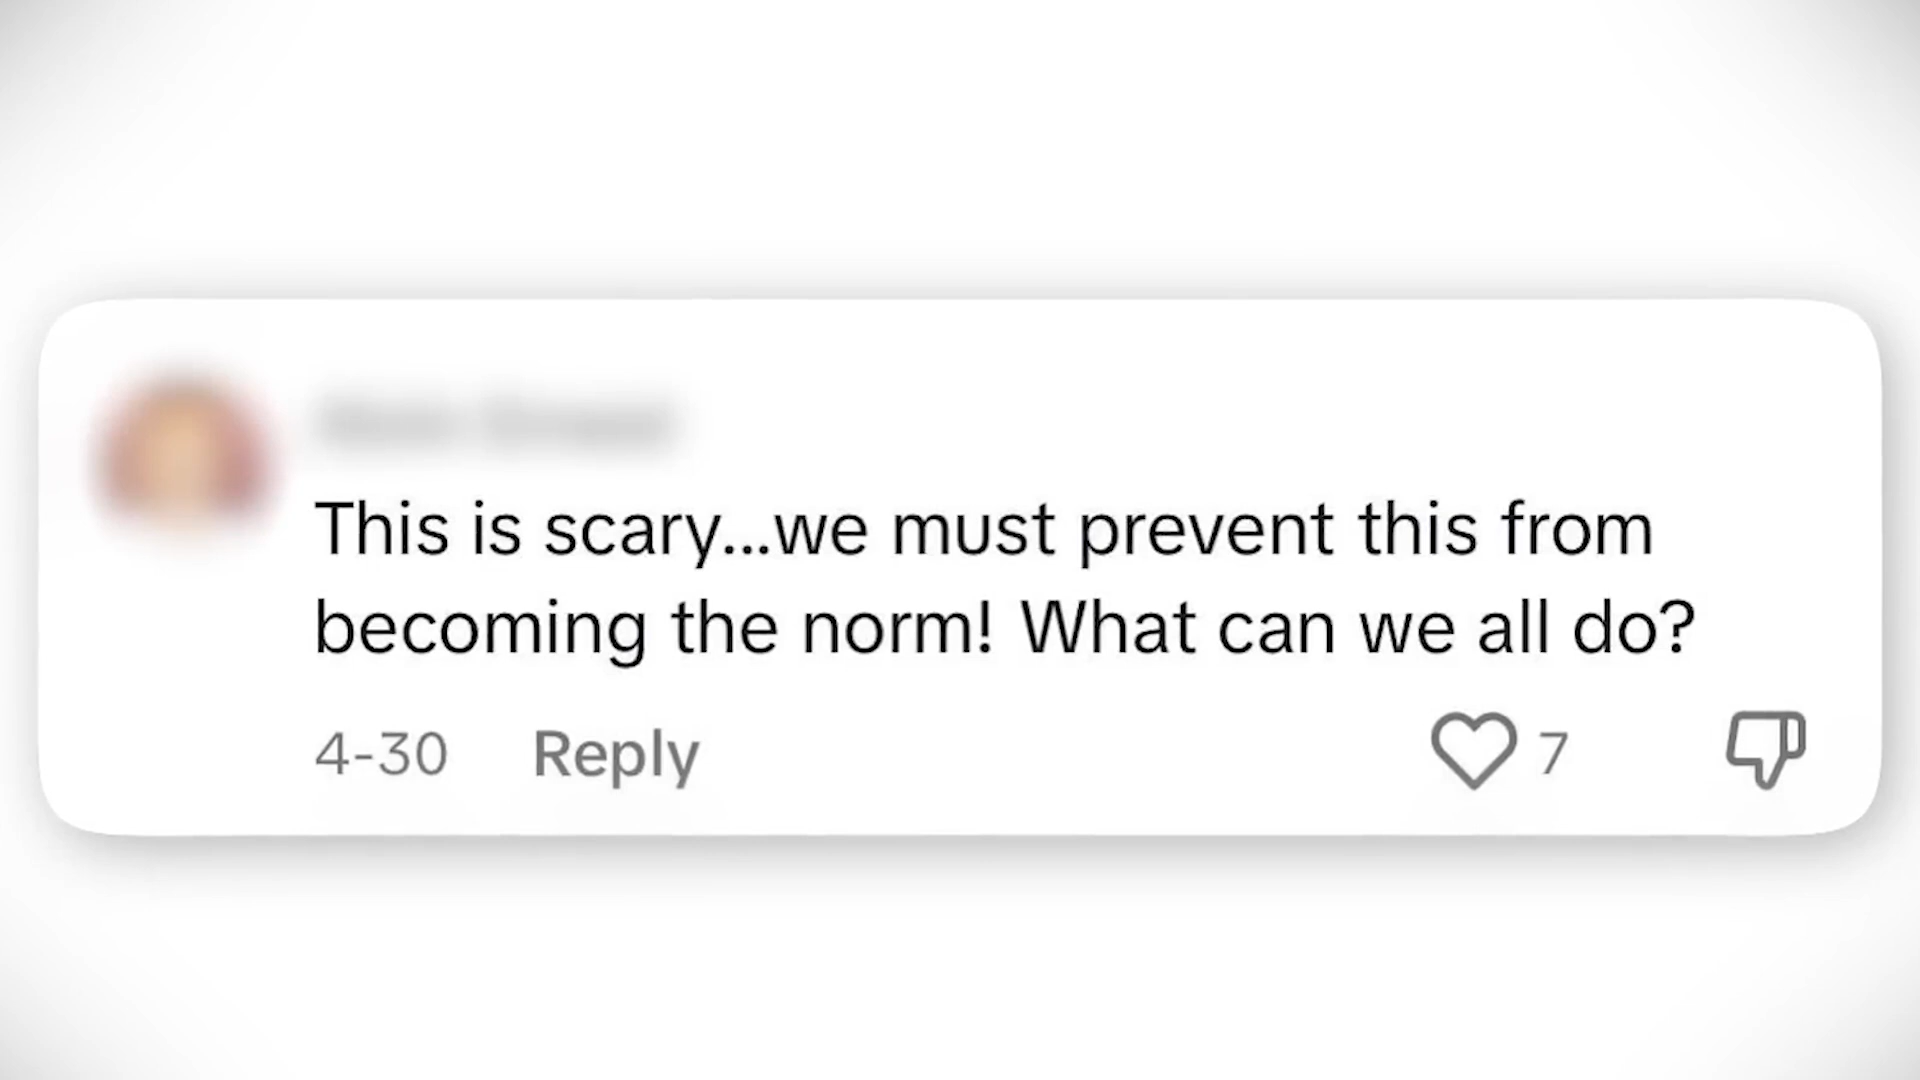 This is scary...we must prevent this from
becoming the norm! What can we all do?
4-30 Reply 7